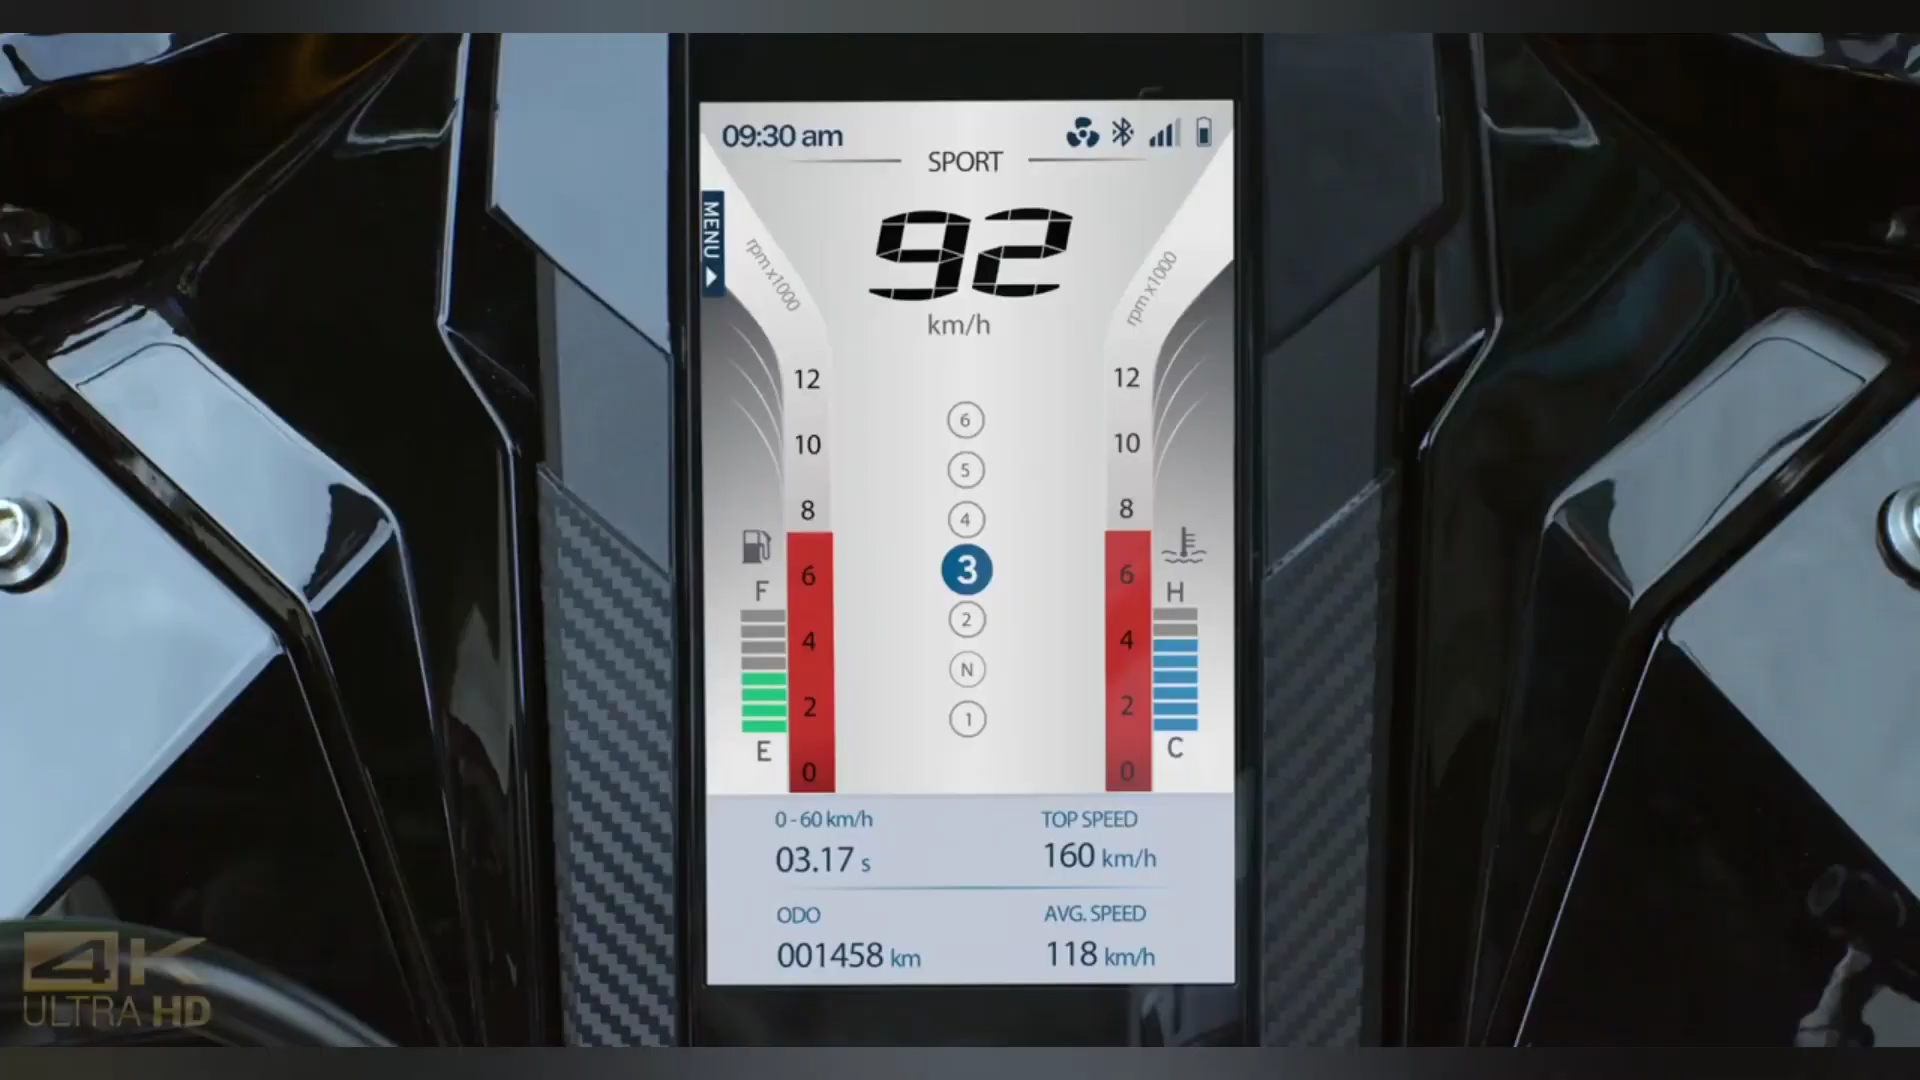 09:30 am
SPORT
MENU
92
km/h
rpm x1000
rpm x1000
12
10
8
6
4
2
0
6
5
4
3
2
N
1
12
10
8
6
4
2
0
F
E
H
C
0 - 60 km/h
03.17 s
TOP SPEED
160 km/h
ODO
001458 km
AVG. SPEED
118 km/h
4K
ULTRA HD